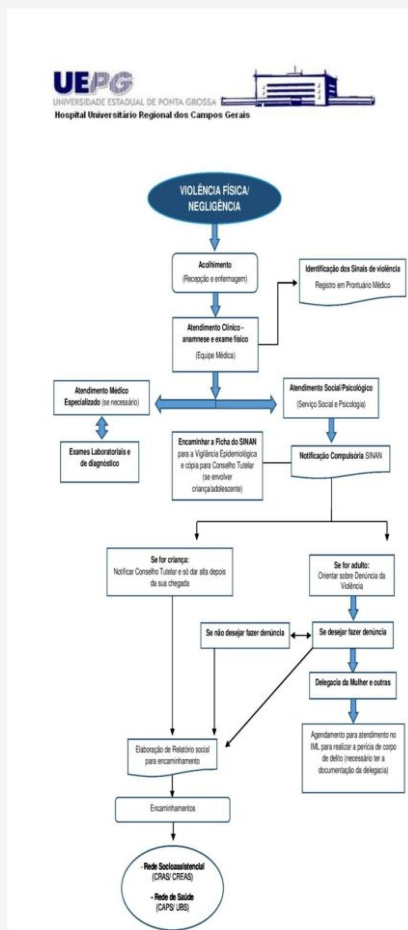 UEPG
UNIVERSIDADE ESTADUAL DE PONTA GROSSA
Hospital Universitário Regional dos Campos Gerais
VIOLÊNCIA FÍSICA/
NEGLIGÊNCIA
Acolhimento
(Recepção e enfermagem)
Identificação dos Sinais de violência
Registro em Prontuário Médico
Atendimento Clínico -
anamnese e exame físico
(Equipe Médica)
Atendimento Médico
Especializado (se necessário)
Atendimento Social/Psicológico
(Serviço Social e Psicologia)
Exames Laboratoriais e
de diagnóstico
Encaminhar a Ficha do SINAN
para a Vigilância Epidemiológica
e cópia para Conselho Tutelar
(se envolver
criança/adolescente)
Notificação Compulsória SINAN
Se for criança:
Notificar Conselho Tutelar e só dar alta depois
da sua chegada
Se for adulto:
Orientar sobre Denúncia da
Violência
Se não desejar fazer denúncia
Se desejar fazer denúncia
Delegacia da Mulher e outras
Agendamento para atendimento no
IML para realizar a perícia de corpo
de delito (necessário ter a
documentação da delegacia)
Elaboração de Relatório social
para encaminhamento
Encaminhamentos
- Rede Socioassistencial
(CRAS/ CREAS)
- Rede de Saúde
(CAPS/ UBS)